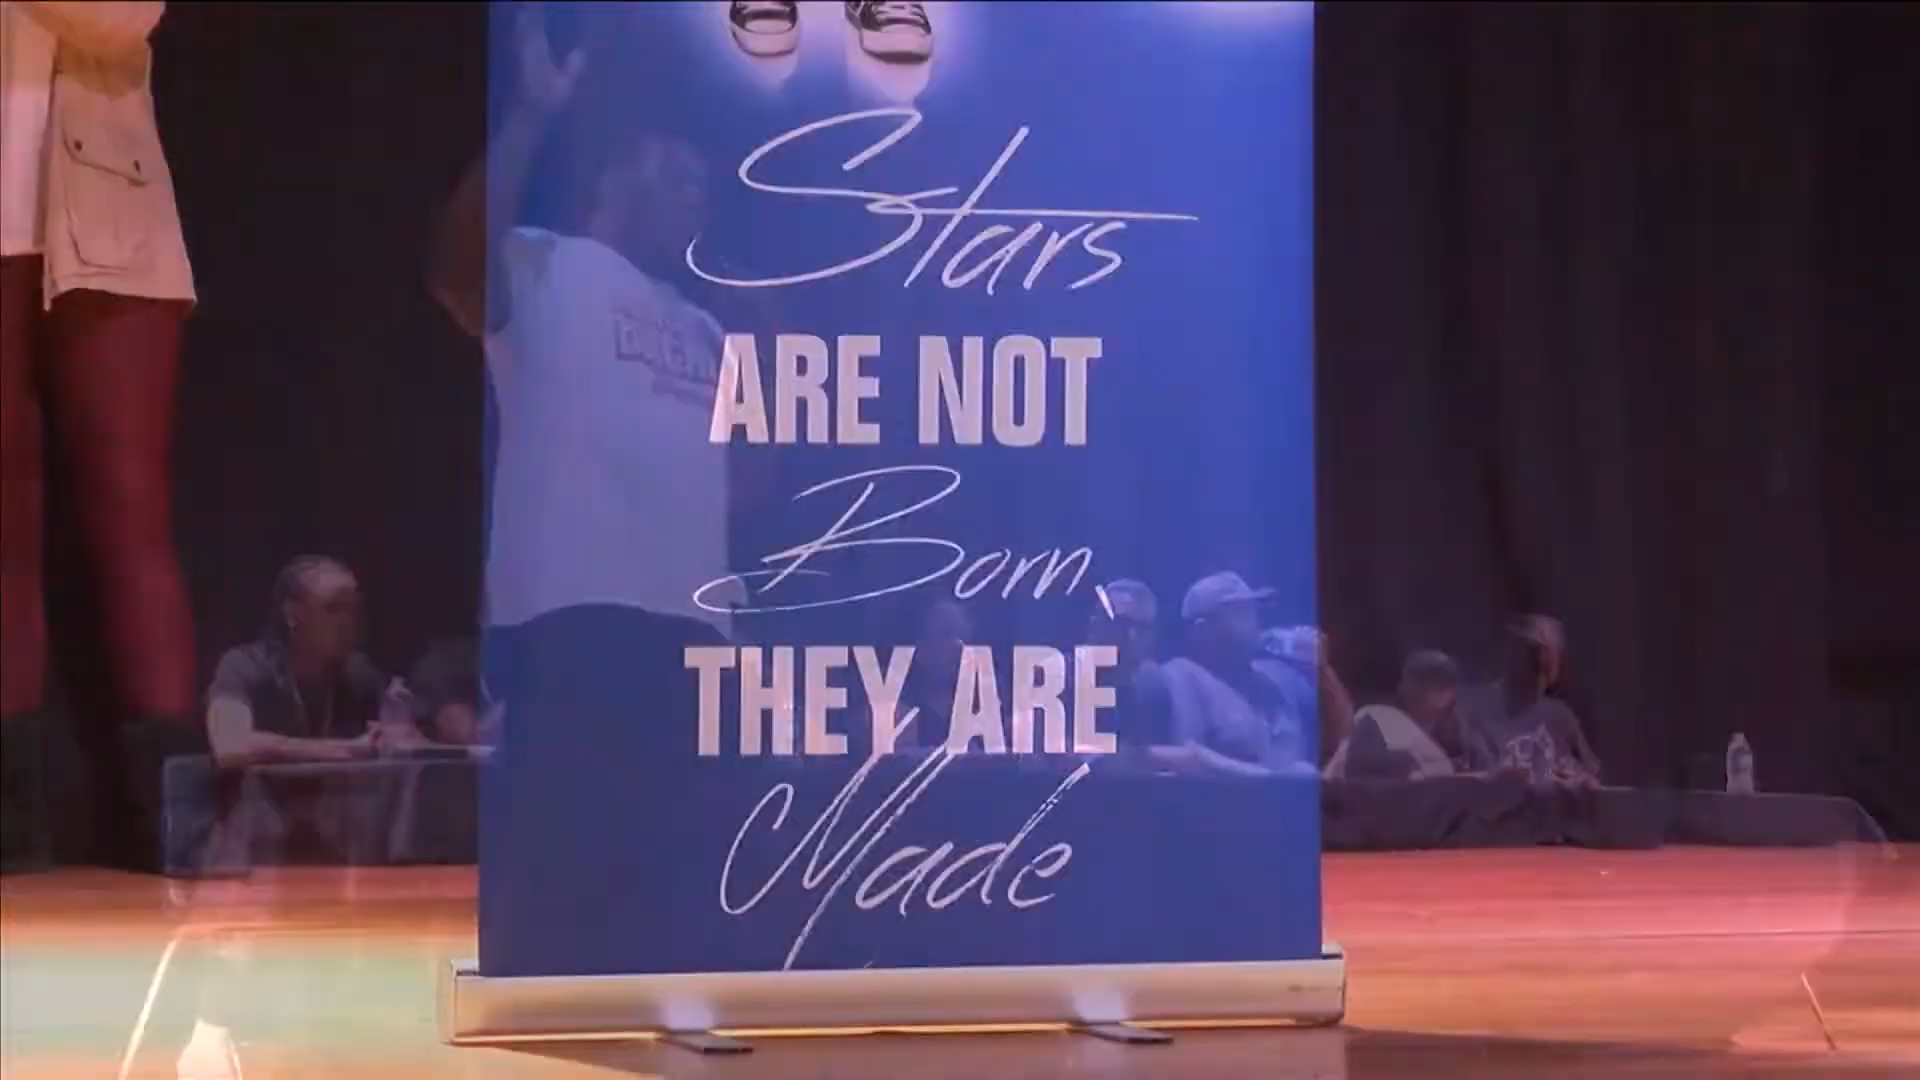 Stars
ARE NOT
Born,
THEY ARE
Made